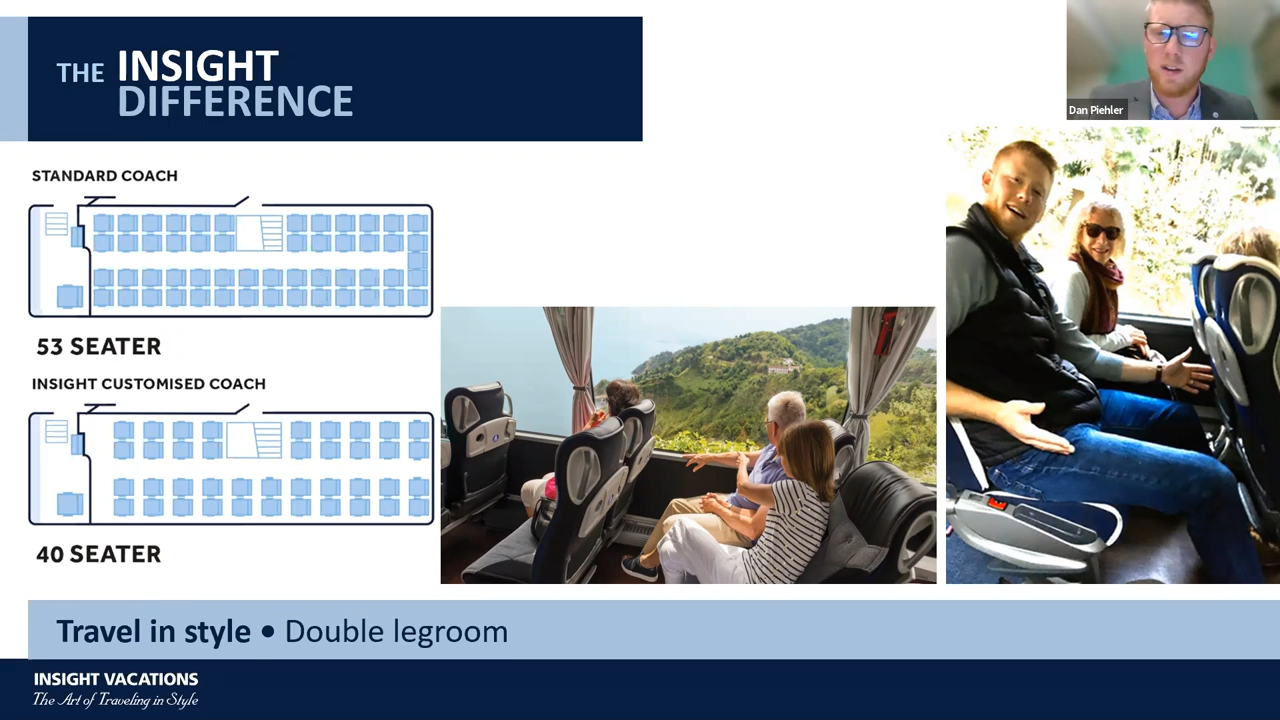 THE INSIGHT
DIFFERENCE
Dan Piehler
STANDARD COACH
53 SEATER
INSIGHT CUSTOMISED COACH
40 SEATER
Travel in style • Double legroom
INSIGHT VACATIONS
The Art of Traveling in Style